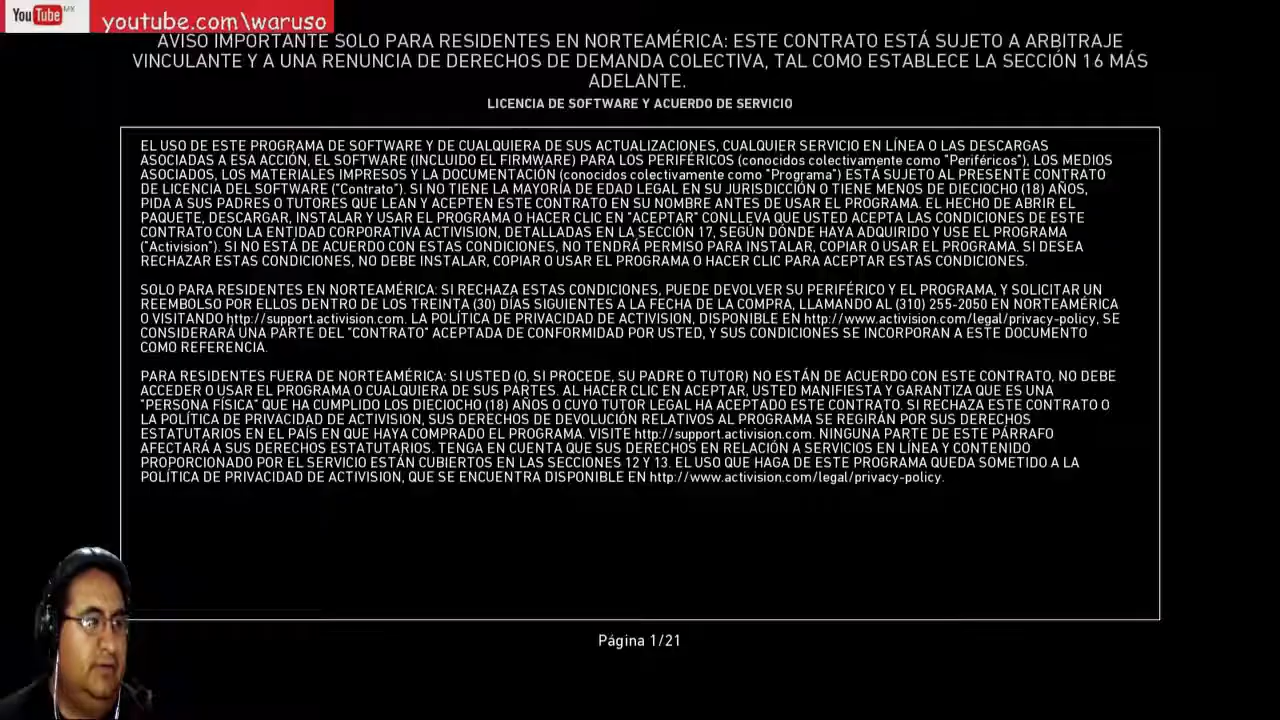 YouTube MX
youtube.com\waruso
AVISO IMPORTANTE SOLO PARA RESIDENTES EN NORTEAMÉRICA: ESTE CONTRATO ESTÁ SUJETO A ARBITRAJE
VINCULANTE Y A UNA RENUNCIA DE DERECHOS DE DEMANDA COLECTIVA, TAL COMO ESTABLECE LA SECCIÓN 16 MÁS
ADELANTE.
LICENCIA DE SOFTWARE Y ACUERDO DE SERVICIO
EL USO DE ESTE PROGRAMA DE SOFTWARE Y DE CUALQUIERA DE SUS ACTUALIZACIONES, CUALQUIER SERVICIO EN LÍNEA O LAS DESCARGAS
ASOCIADAS A ESA ACCIÓN, EL SOFTWARE (INCLUIDO EL FIRMWARE) PARA LOS PERIFÉRICOS (conocidos colectivamente como "Periféricos"), LOS MEDIOS
ASOCIADOS, LOS MATERIALES IMPRESOS Y LA DOCUMENTACIÓN (conocidos colectivamente como "Programa") ESTÁ SUJETO AL PRESENTE CONTRATO
DE LICENCIA DEL SOFTWARE ("Contrato"). SI NO TIENE LA MAYORÍA DE EDAD LEGAL EN SU JURISDICCIÓN O TIENE MENOS DE DIECIOCHO (18) AÑOS,
PIDA A SUS PADRES O TUTORES QUE LEAN Y ACEPTEN ESTE CONTRATO EN SU NOMBRE ANTES DE USAR EL PROGRAMA. EL HECHO DE ABRIR EL
PAQUETE, DESCARGAR, INSTALAR Y USAR EL PROGRAMA O HACER CLIC EN "ACEPTAR" CONLLEVA QUE USTED ACEPTA LAS CONDICIONES DE ESTE
CONTRATO CON LA ENTIDAD CORPORATIVA ACTIVISION, DETALLADAS EN LA SECCIÓN 17, SEGÚN DÓNDE HAYA ADQUIRIDO Y USE EL PROGRAMA
("Activision"). SI NO ESTÁ DE ACUERDO CON ESTAS CONDICIONES, NO TENDRÁ PERMISO PARA INSTALAR, COPIAR O USAR EL PROGRAMA. SI DESEA
RECHAZAR ESTAS CONDICIONES, NO DEBE INSTALAR, COPIAR O USAR EL PROGRAMA O HACER CLIC PARA ACEPTAR ESTAS CONDICIONES.
SOLO PARA RESIDENTES EN NORTEAMÉRICA: SI RECHAZA ESTAS CONDICIONES, PUEDE DEVOLVER SU PERIFÉRICO Y EL PROGRAMA, Y SOLICITAR UN
REEMBOLSO POR ELLOS DENTRO DE LOS TREINTA (30) DÍAS SIGUIENTES A LA FECHA DE LA COMPRA, LLAMANDO AL (310) 255-2050 EN NORTEAMÉRICA
O VISITANDO http://support.activision.com. LA POLÍTICA DE PRIVACIDAD DE ACTIVISION, DISPONIBLE EN http://www.activision.com/legal/privacy-policy, SE
CONSIDERARÁ UNA PARTE DEL "CONTRATO" ACEPTADA DE CONFORMIDAD POR USTED, Y SUS CONDICIONES SE INCORPORAN A ESTE DOCUMENTO
COMO REFERENCIA.
PARA RESIDENTES FUERA DE NORTEAMÉRICA: SI USTED (O, SI PROCEDE, SU PADRE O TUTOR) NO ESTÁN DE ACUERDO CON ESTE CONTRATO, NO DEBE
ACCEDER O USAR EL PROGRAMA O CUALQUIERA DE SUS PARTES. AL HACER CLIC EN ACEPTAR, USTED MANIFIESTA Y GARANTIZA QUE ES UNA
"PERSONA FÍSICA" QUE HA CUMPLIDO LOS DIECIOCHO (18) AÑOS O CUYO TUTOR LEGAL HA ACEPTADO ESTE CONTRATO. SI RECHAZA ESTE CONTRATO O
LA POLÍTICA DE PRIVACIDAD DE ACTIVISION, SUS DERECHOS DE DEVOLUCIÓN RELATIVOS AL PROGRAMA SE REGIRÁN POR SUS DERECHOS
ESTATUTARIOS EN EL PAÍS EN QUE HAYA COMPRADO EL PROGRAMA. VISITE http://support.activision.com. NINGUNA PARTE DE ESTE PÁRRAFO
AFECTARÁ A SUS DERECHOS ESTATUTARIOS. TENGA EN CUENTA QUE SUS DERECHOS EN RELACIÓN A SERVICIOS EN LÍNEA Y CONTENIDO
PROPORCIONADO POR EL SERVICIO ESTÁN CUBIERTOS EN LAS SECCIONES 12 Y 13. EL USO QUE HAGA DE ESTE PROGRAMA QUEDA SOMETIDO A LA
POLÍTICA DE PRIVACIDAD DE ACTIVISION, QUE SE ENCUENTRA DISPONIBLE EN http://www.activision.com/legal/privacy-policy.
Página 1/21